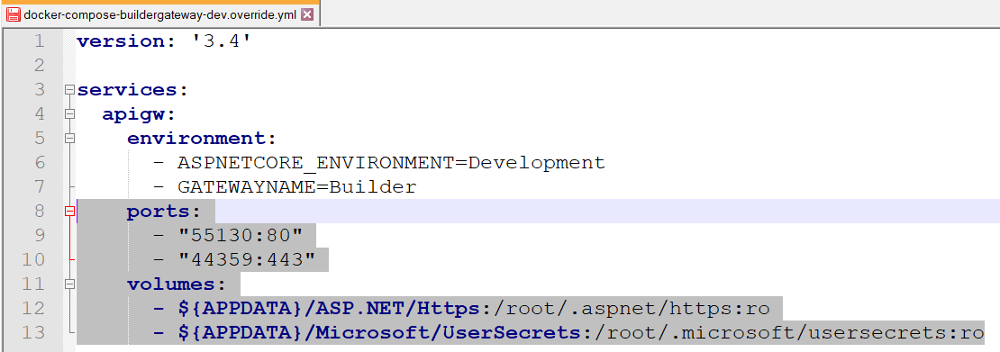 docker-compose-buildergateway-dev.override.yml
1 version: '3.4'
2
3 services:
4   apigw:
5     environment:
6       - ASPNETCORE_ENVIRONMENT=Development
7       - GATEWAYNAME=Builder
8     ports:
9       - "55130:80"
10       - "44359:443"
11     volumes:
12       - ${APPDATA}/ASP.NET/Https:/root/.aspnet/https:ro
13       - ${APPDATA}/Microsoft/UserSecrets:/root/.microsoft/usersecrets:ro